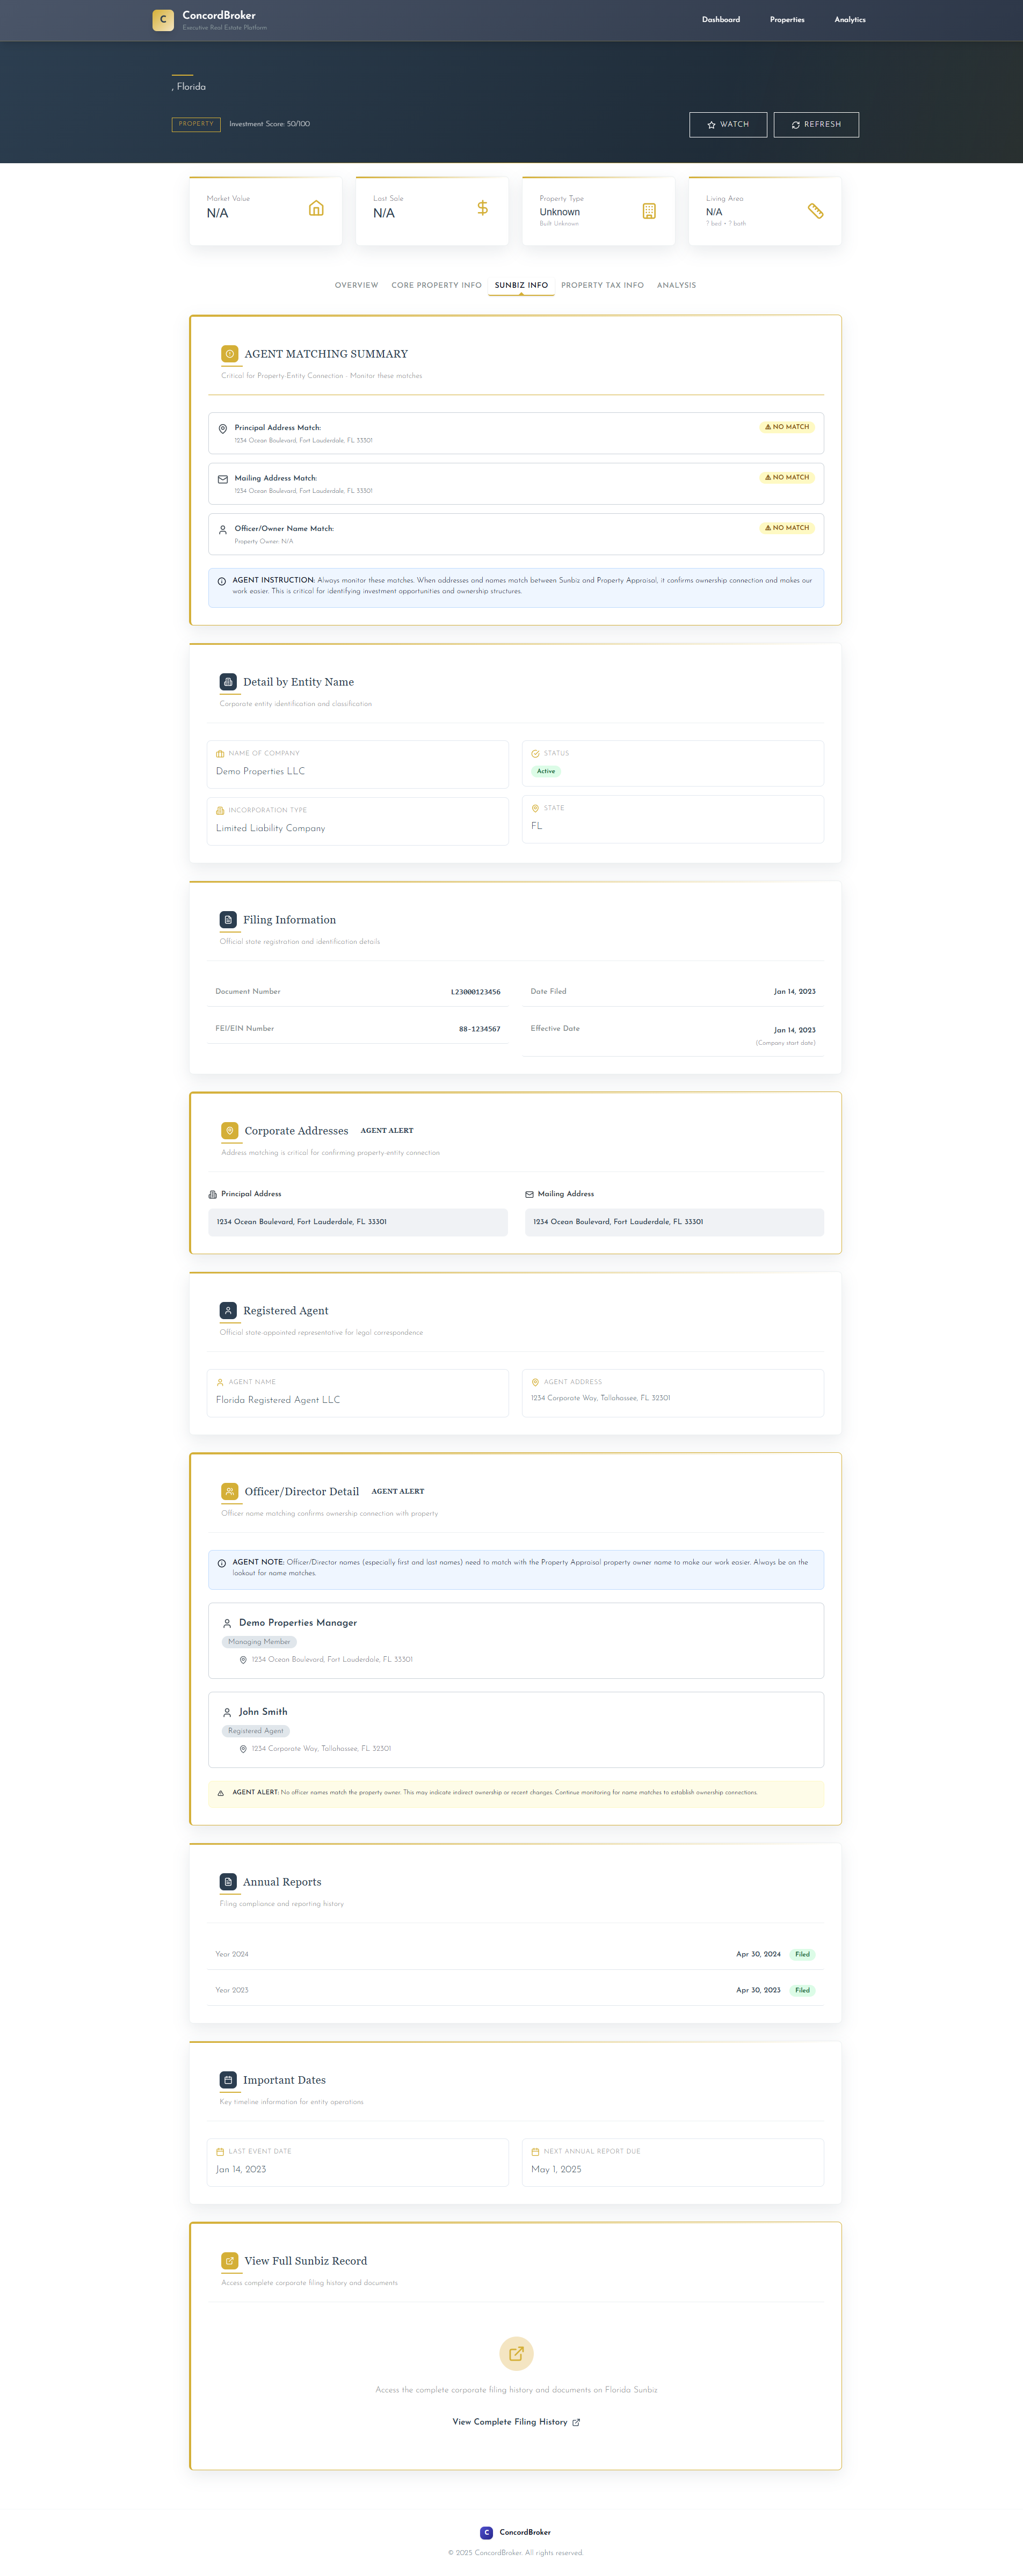 C
ConcordBroker
Executive Real Estate Platform
Dashboard
Properties
Analytics
, Florida
PROPERTY
Investment Score: 50/100
WATCH
REFRESH
Market Value
N/A
Last Sale
N/A
Property Type
Unknown
Built Unknown
Living Area
N/A
? bed • ? bath
OVERVIEW
CORE PROPERTY INFO
SUNBIZ INFO
PROPERTY TAX INFO
ANALYSIS
AGENT MATCHING SUMMARY
Critical for Property-Entity Connection - Monitor these matches
Principal Address Match:
1234 Ocean Boulevard, Fort Lauderdale, FL 33301
NO MATCH
Mailing Address Match:
1234 Ocean Boulevard, Fort Lauderdale, FL 33301
NO MATCH
Officer/Owner Name Match:
Property Owner: N/A
NO MATCH
AGENT INSTRUCTION: Always monitor these matches. When addresses and names match between Sunbiz and Property Appraisal, it confirms ownership connection and makes our
work easier. This is critical for identifying investment opportunities and ownership structures.
Detail by Entity Name
Corporate entity identification and classification
NAME OF COMPANY
Demo Properties LLC
STATUS
Active
INCORPORATION TYPE
Limited Liability Company
STATE
FL
Filing Information
Official state registration and identification details
Document Number
L23000123456
Date Filed
Jan 14, 2023
FEI/EIN Number
88-1234567
Effective Date
Jan 14, 2023
(Company start date)
Corporate Addresses
AGENT ALERT
Address matching is critical for confirming property-entity connection
Principal Address
1234 Ocean Boulevard, Fort Lauderdale, FL 33301
Mailing Address
1234 Ocean Boulevard, Fort Lauderdale, FL 33301
Registered Agent
Official state-appointed representative for legal correspondence
AGENT NAME
Florida Registered Agent LLC
AGENT ADDRESS
1234 Corporate Way, Tallahassee, FL 32301
Officer/Director Detail
AGENT ALERT
Officer name matching confirms ownership connection with property
AGENT NOTE: Officer/Director names (especially first and last names) need to match with the Property Appraisal property owner name to make our work easier. Always be on the
lookout for name matches.
Demo Properties Manager
Managing Member
1234 Ocean Boulevard, Fort Lauderdale, FL 33301
John Smith
Registered Agent
1234 Corporate Way, Tallahassee, FL 32301
AGENT ALERT: No officer names match the property owner. This may indicate indirect ownership or recent changes. Continue monitoring for name matches to establish ownership connections.
Annual Reports
Filing compliance and reporting history
Year 2024
Apr 30, 2024
Filed
Year 2023
Apr 30, 2023
Filed
Important Dates
Key timeline information for entity operations
LAST EVENT DATE
Jan 14, 2023
NEXT ANNUAL REPORT DUE
May 1, 2025
View Full Sunbiz Record
Access complete corporate filing history and documents
Access the complete corporate filing history and documents on Florida Sunbiz
View Complete Filing History
C
ConcordBroker
© 2025 ConcordBroker. All rights reserved.